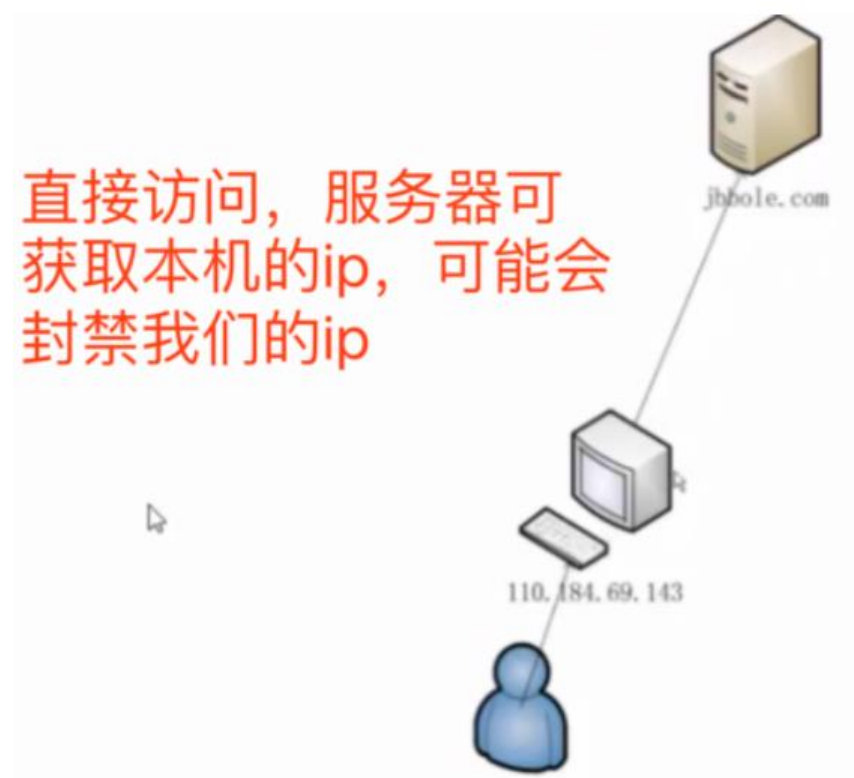 直接访问，服务器可
获取本机的ip，可能会
封禁我们的ip
jbbole.com
110.184.69.143